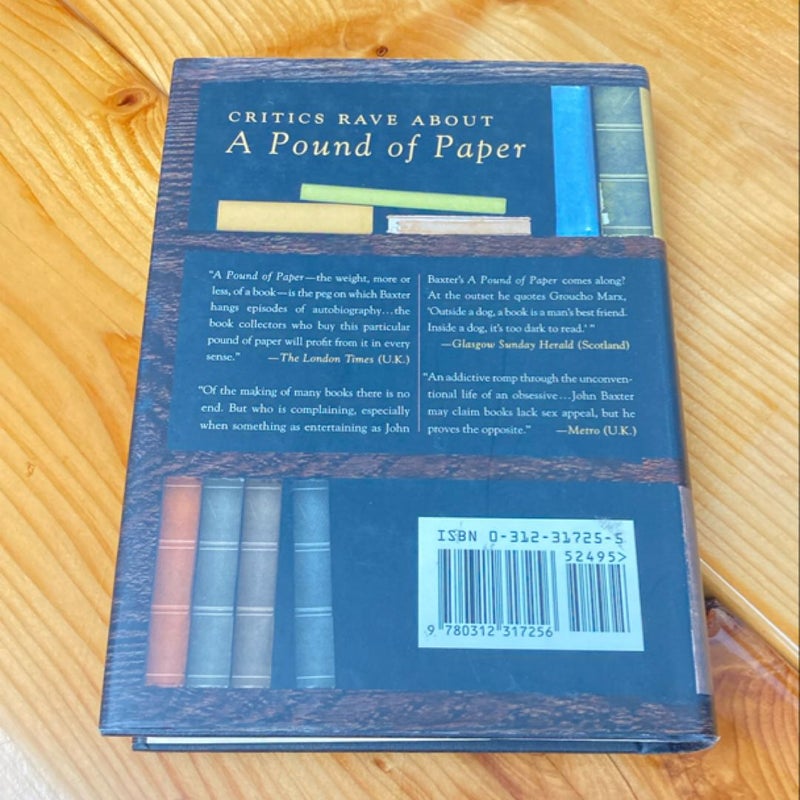 CRITICS RAVE ABOUT
A Pound of Paper
“A Pound of Paper—the weight, more or
less, of a book—is the peg on which Baxter
hangs episodes of autobiography…the
book collectors who buy this particular
pound of paper will profit from it in every
sense.” —The London Times (U.K.)
“Of the making of many books there is no
end. But who is complaining, especially
when something as entertaining as John
Baxter's A Pound of Paper comes along?
At the outset he quotes Groucho Marx,
‘Outside a dog, a book is a man's best friend.
Inside a dog, it's too dark to read.’ ”
—Glasgow Sunday Herald (Scotland)
“An addictive romp through the unconven-
tional life of an obsessive…John Baxter
may claim books lack sex appeal, but he
proves the opposite.” —Metro (U.K.)
ISBN 0-312-31725-5
52495>
9 780312 317256